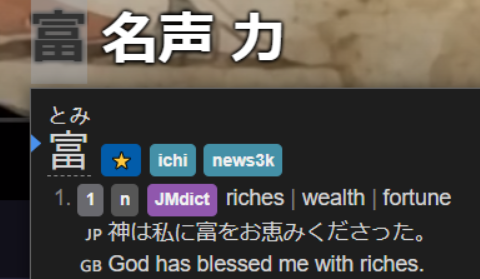 富 名声 力
とみ
富 ★ ichi news3k
1. 1 n JMdict riches | wealth | fortune
JP 神は私に富をお恵みくださった。
GB God has blessed me with riches.